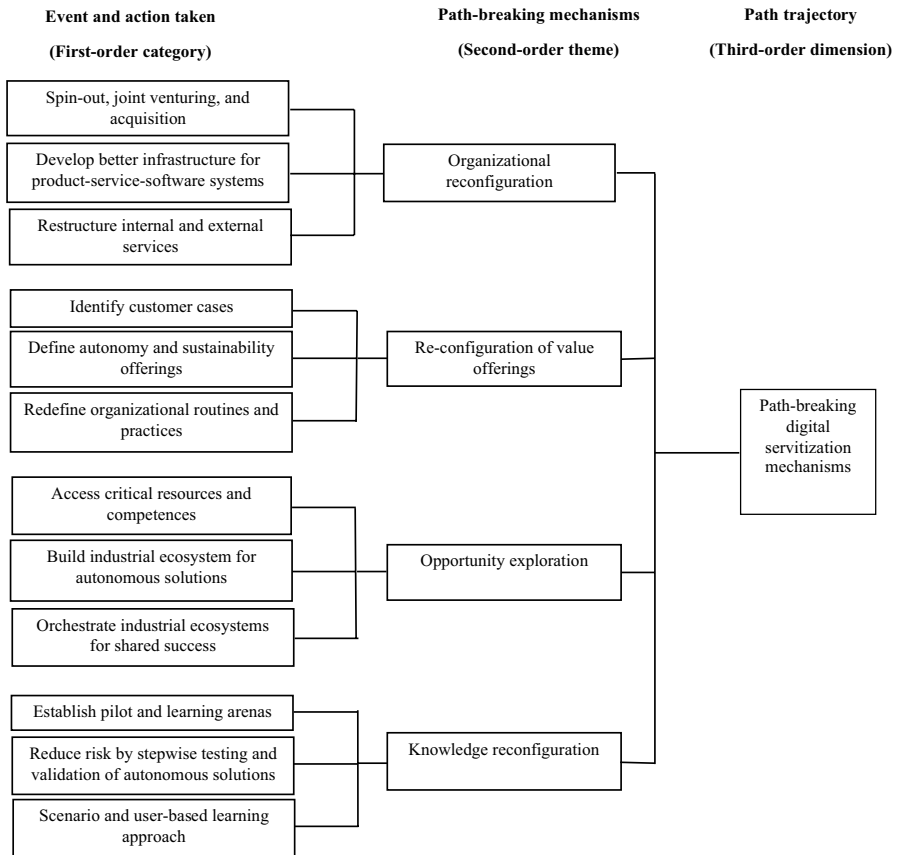 Event and action taken
(First-order category)
Path-breaking mechanisms
(Second-order theme)
Path trajectory
(Third-order dimension)
Spin-out, joint venturing, and
acquisition
Develop better infrastructure for
product-service-software systems
Restructure internal and external
services
Organizational
reconfiguration
Identify customer cases
Define autonomy and sustainability
offerings
Redefine organizational routines and
practices
Re-configuration of value
offerings
Access critical resources and
competences
Build industrial ecosystem for
autonomous solutions
Orchestrate industrial ecosystems
for shared success
Opportunity exploration
Establish pilot and learning arenas
Reduce risk by stepwise testing and
validation of autonomous solutions
Scenario and user-based learning
approach
Knowledge reconfiguration
Path-breaking
digital
servitization
mechanisms